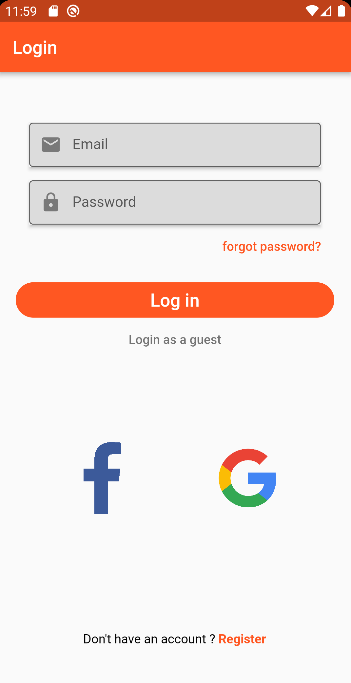 11:59
Login
Email
Password
forgot password?
Log in
Login as a guest
Don't have an account ? Register